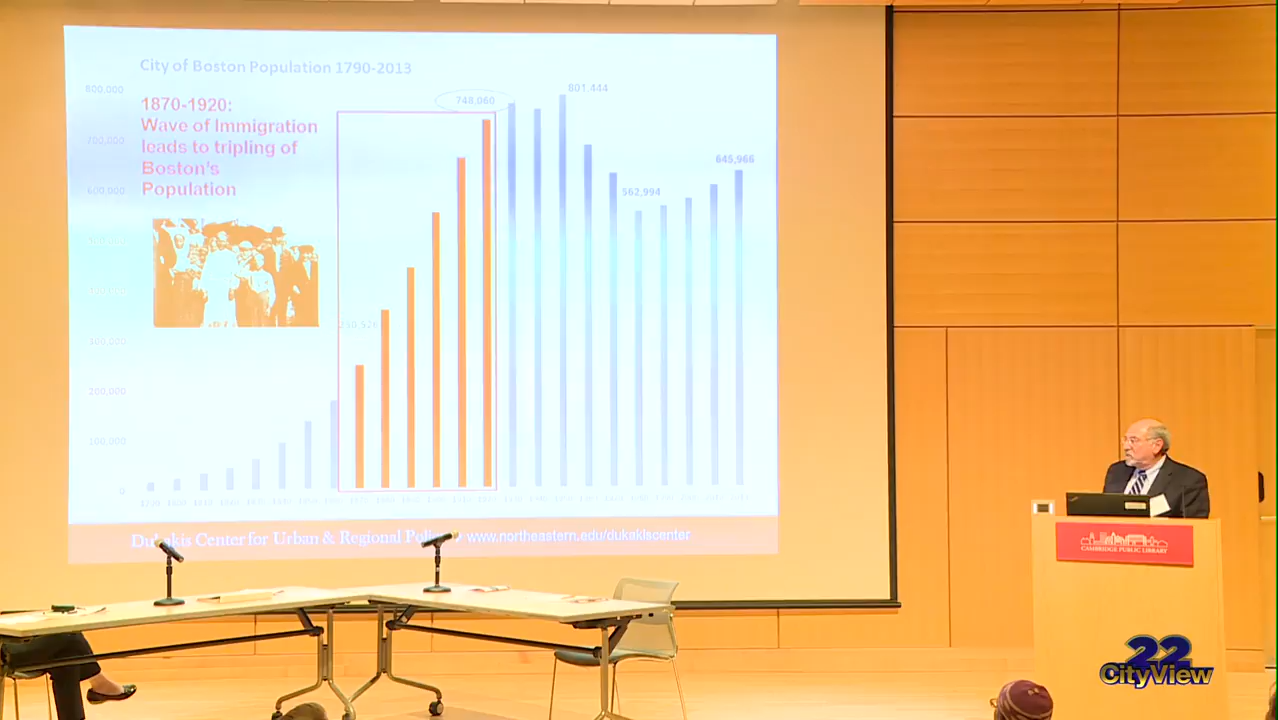 City of Boston Population 1790-2013
800,000
748,060
801,444
1870-1920:
Wave of Immigration
leads to tripling of
Boston's
Population
700,000
600,000
645,966
562,994
300,000
200,000
100,000
0
Dukakis Center for Urban & Regional Policy www.northeastern.edu/dukakiscenter
CAMBRIDGE PUBLIC LIBRARY
22
CityView